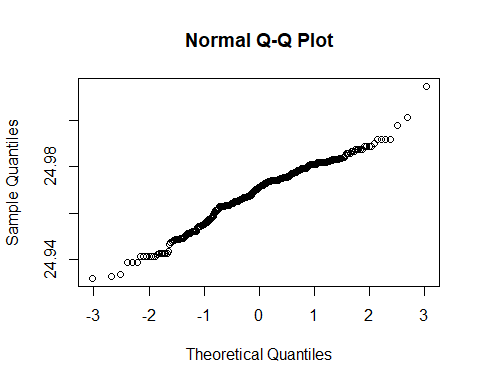 Normal Q-Q Plot
Sample Quantiles
24.98
24.94
-3 -2 -1 0 1 2 3
Theoretical Quantiles